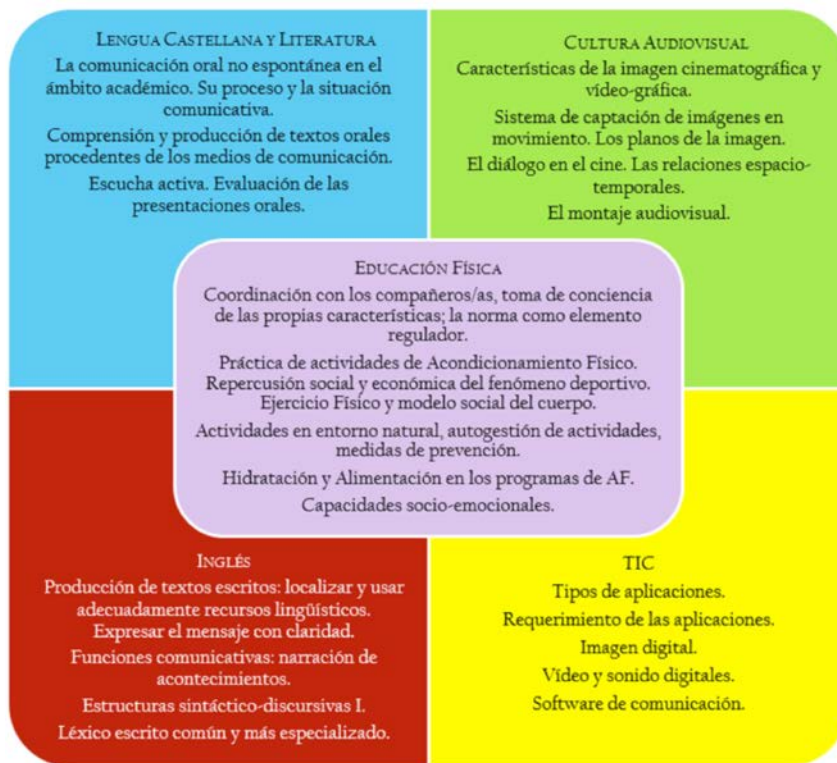 LENGUA CASTELLANA Y LITERATURA
La comunicación oral no espontánea en el
ámbito académico. Su proceso y la situación
comunicativa.
Comprensión y producción de textos orales
procedentes de los medios de comunicación.
Escucha activa. Evaluación de las
presentaciones orales.
CULTURA AUDIOVISUAL
Características de la imagen cinematográfica y
vídeo-gráfica.
Sistema de captación de imágenes en
movimiento. Los planos de la imagen.
El diálogo en el cine. Las relaciones espacio-
temporales.
El montaje audiovisual.
EDUCACIÓN FÍSICA
Coordinación con los compañeros/as, toma de conciencia
de las propias características; la norma como elemento
regulador.
Práctica de actividades de Acondicionamiento Físico.
Repercusión social y económica del fenómeno deportivo.
Ejercicio Físico y modelo social del cuerpo.
Actividades en entorno natural, autogestión de actividades,
medidas de prevención.
Hidratación y Alimentación en los programas de AF.
Capacidades socio-emocionales.
INGLÉS
Producción de textos escritos: localizar y usar
adecuadamente recursos lingüísticos.
Expresar el mensaje con claridad.
Funciones comunicativas: narración de
acontecimientos.
Estructuras sintáctico-discursivas I.
Léxico escrito común y más especializado.
TIC
Tipos de aplicaciones.
Requerimiento de las aplicaciones.
Imagen digital.
Vídeo y sonido digitales.
Software de comunicación.